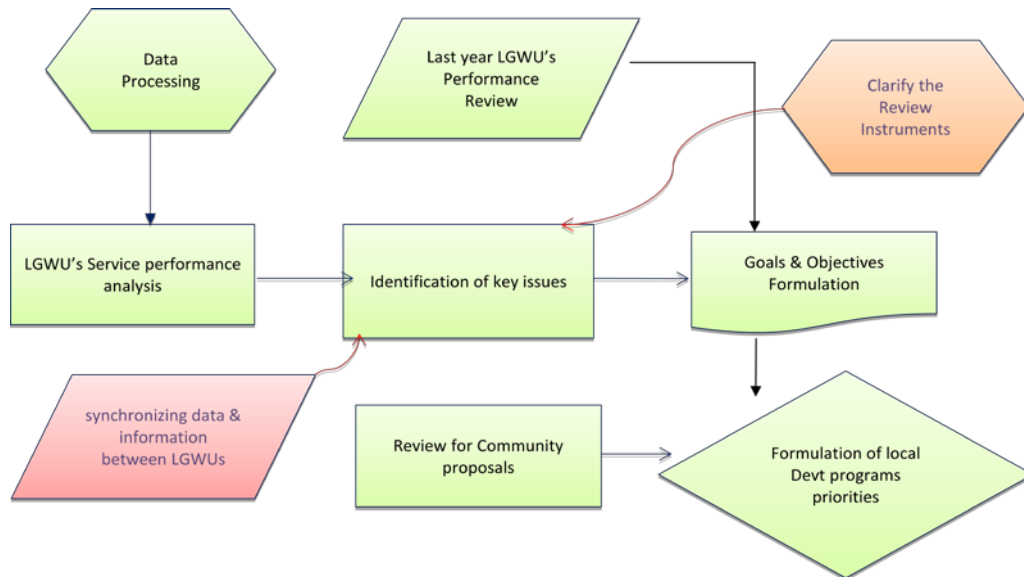 Data
Processing
Last year LGWU's
Performance
Review
Clarify the
Review
Instruments
LGWU's Service performance
analysis
Identification of key issues
Goals & Objectives
Formulation
synchronizing data &
information
between LGWUs
Review for Community
proposals
Formulation of local
Devt programs
priorities